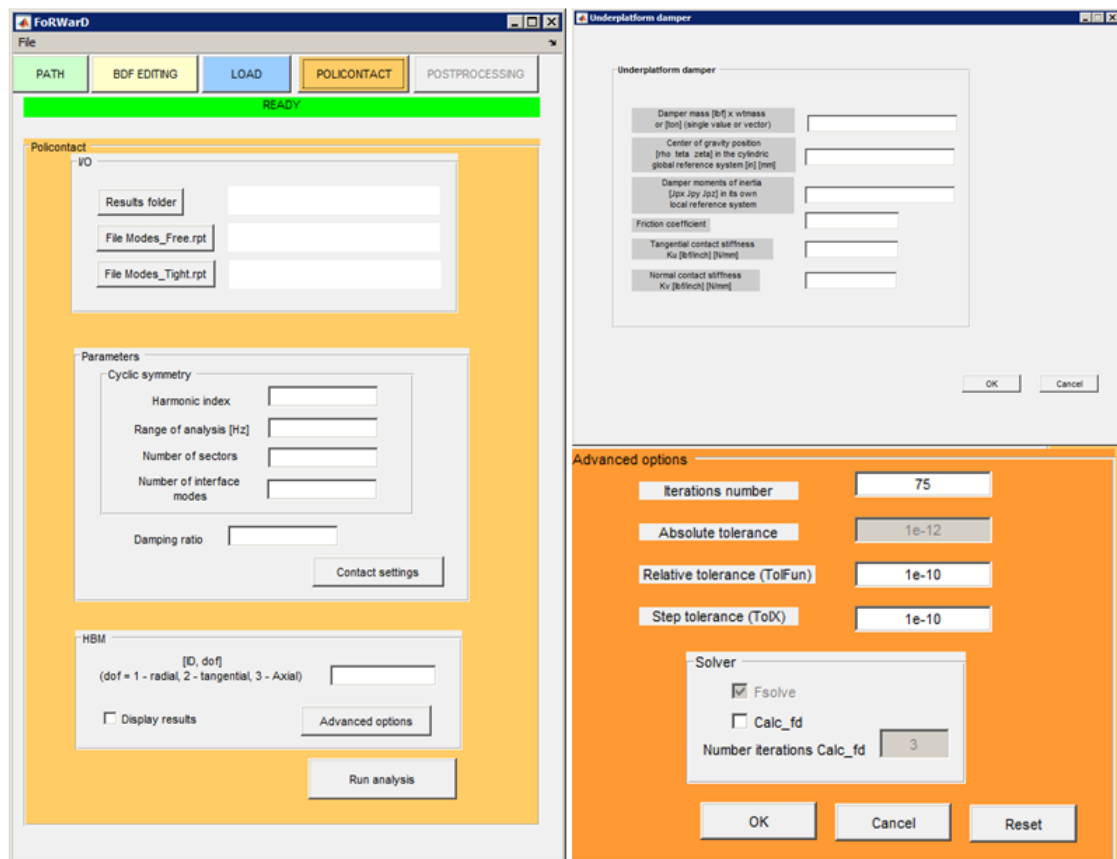 FoRWarD
File
PATH
BDF EDITING
LOAD
POLICONTACT
POSTPROCESSING
READY
Policontact
I/O
Results folder
File Modes_Free.rpt
File Modes_Tight.rpt
Parameters
Cyclic symmetry
Harmonic index
Range of analysis [Hz]
Number of sectors
Number of interface
modes
Damping ratio
Contact settings
HBM
[ID, dof]
(dof = 1 - radial, 2 - tangential, 3 - Axial)
Display results
Advanced options
Run analysis
Underplatform damper
Underplatform damper
Damper mass [lbf] x wtmass
or [ton] (single value or vector)
Center of gravity position
[rho teta zeta] in the cylindric
global reference system [in] [mm]
Damper moments of inertia
[Jpx Jpy Jpz] in its own
local reference system
Friction coefficient
Tangential contact stiffness
Ku [lbf/inch] [N/mm]
Normal contact stiffness
Kv [lbf/inch] [N/mm]
OK
Cancel
Advanced options
Iterations number
75
Absolute tolerance
1e-12
Relative tolerance (TolFun)
1e-10
Step tolerance (TolX)
1e-10
Solver
Fsolve
Calc_fd
Number iterations Calc_fd
3
OK
Cancel
Reset